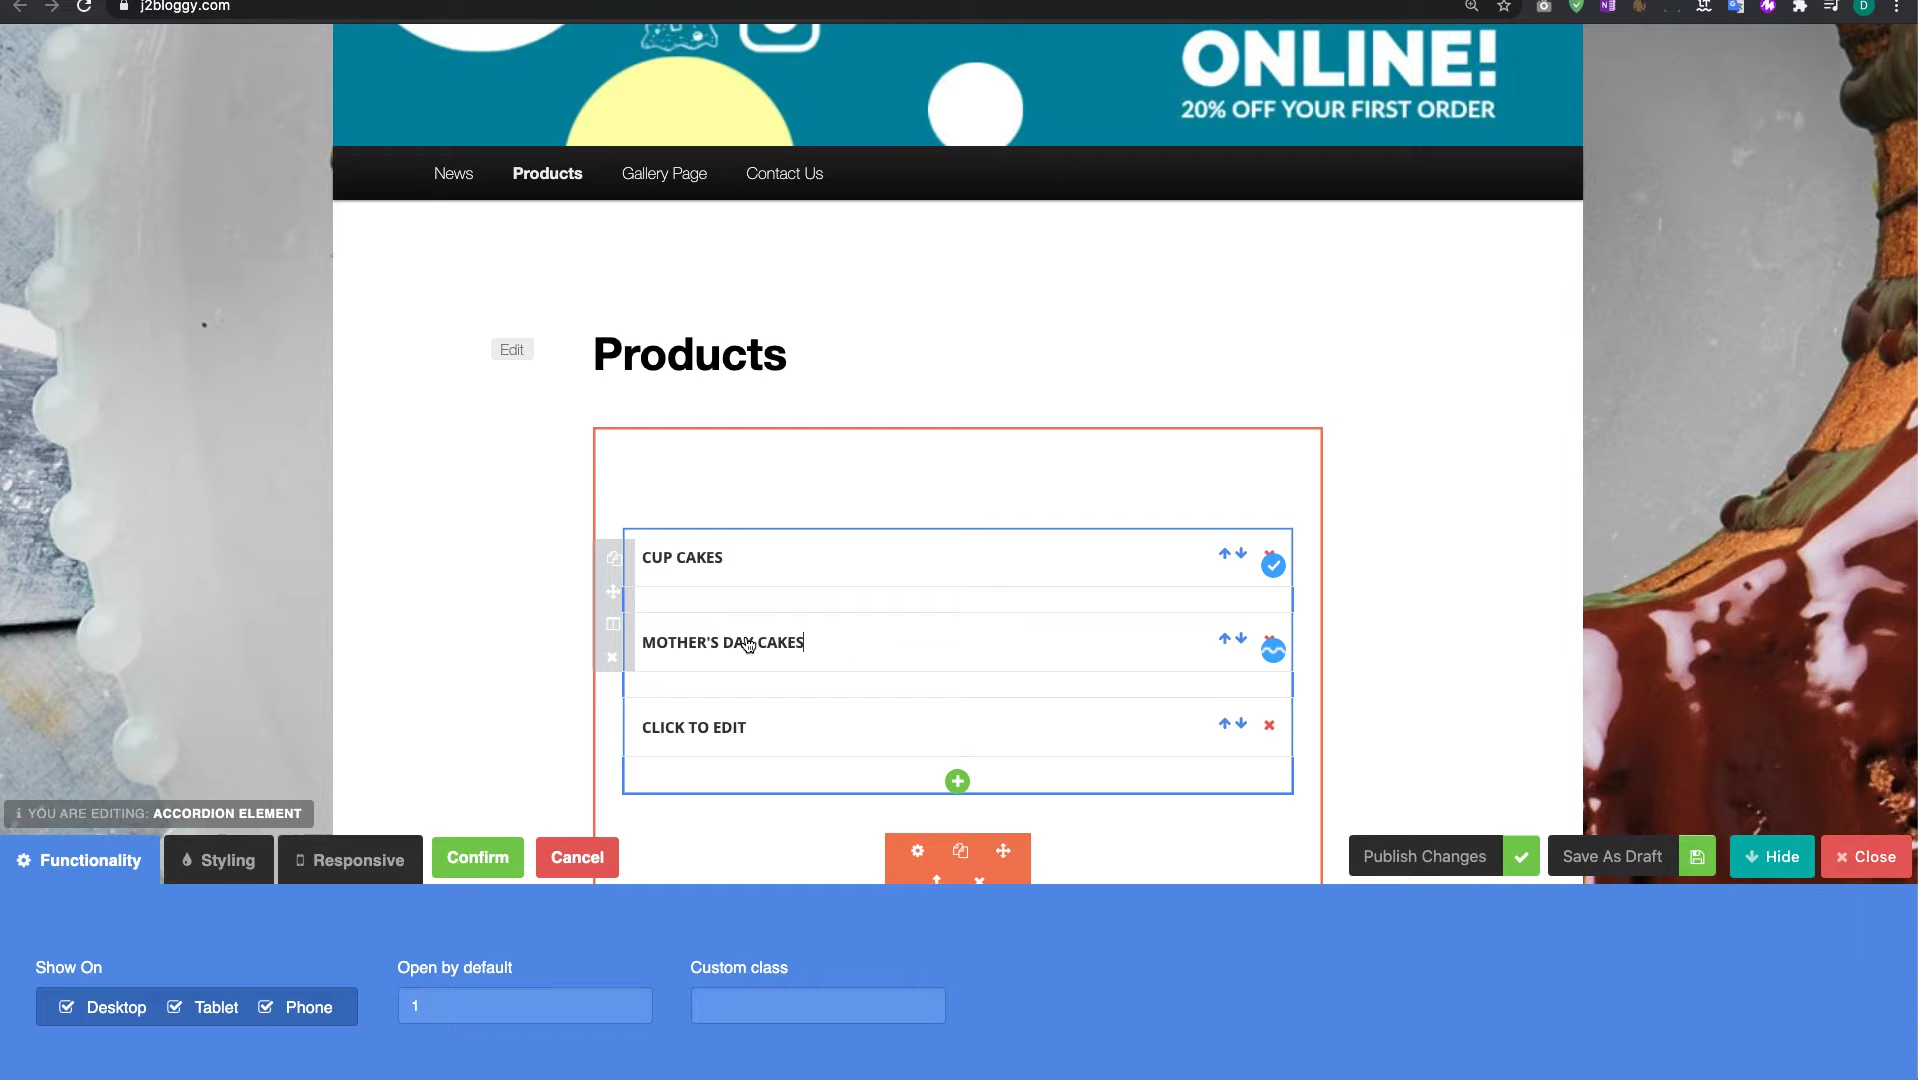 j2bloggy.com
ONLINE!
20% OFF YOUR FIRST ORDER
News
Products
Gallery Page
Contact Us
Edit
Products
CUP CAKES
MOTHER'S DAY CAKES
CLICK TO EDIT
YOU ARE EDITING: ACCORDION ELEMENT
Functionality
Styling
Responsive
Confirm
Cancel
Publish Changes
Save As Draft
Hide
Close
Show On
Open by default
Custom class
Desktop
Tablet
Phone
1